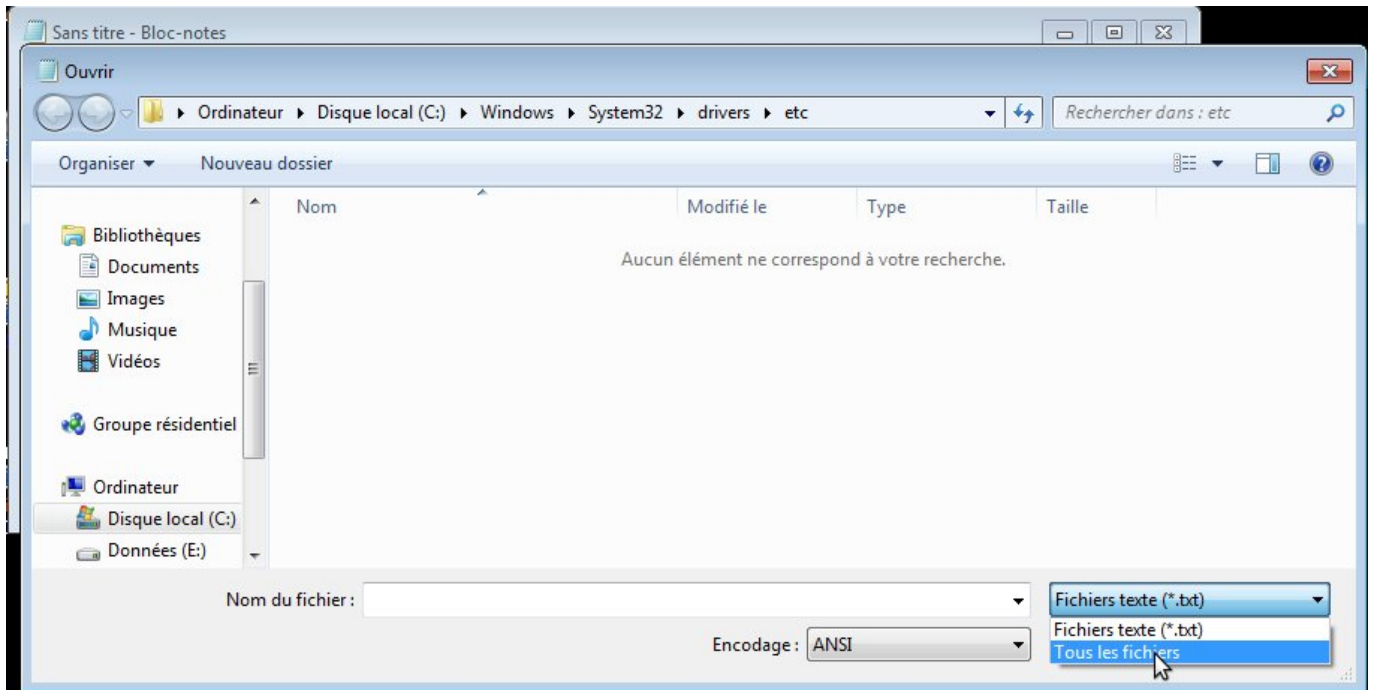 Sans titre - Bloc-notes
Ouvrir
Ordinateur Disque local (C:) Windows System32 drivers etc
Rechercher dans : etc
Organiser Nouveau dossier
Nom Modifié le Type Taille
Aucun élément ne correspond à votre recherche.
Bibliothèques
Documents
Images
Musique
Vidéos
Groupe résidentiel
Ordinateur
Disque local (C:)
Données (E:)
Nom du fichier :
Fichiers texte (*.txt)
Encodage : ANSI
Fichiers texte (*.txt)
Tous les fichiers